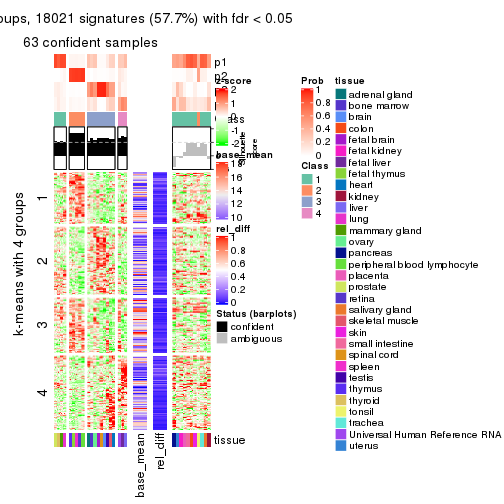 oups, 18021 signatures (57.7%) with fdr < 0.05
63 confident samples
p1
p2
z-score
2
1
0
-1
-2
base_mean
18
16
14
12
10
rel_diff
1
0.8
0.6
0.4
0.2
0
Status (barplots)
confident
ambiguous
Prob
1
0.8
0.6
0.4
0.2
0
Class
1
2
3
4
tissue
adrenal gland
bone marrow
brain
colon
fetal brain
fetal kidney
fetal liver
fetal thymus
heart
kidney
liver
lung
mammary gland
ovary
pancreas
peripheral blood lymphocyte
placenta
prostate
retina
salivary gland
skeletal muscle
skin
small intestine
spinal cord
spleen
testis
thymus
thyroid
tonsil
trachea
Universal Human Reference RNA
uterus
k-means with 4 groups
1
2
3
4
tissue
base_mean
rel_diff